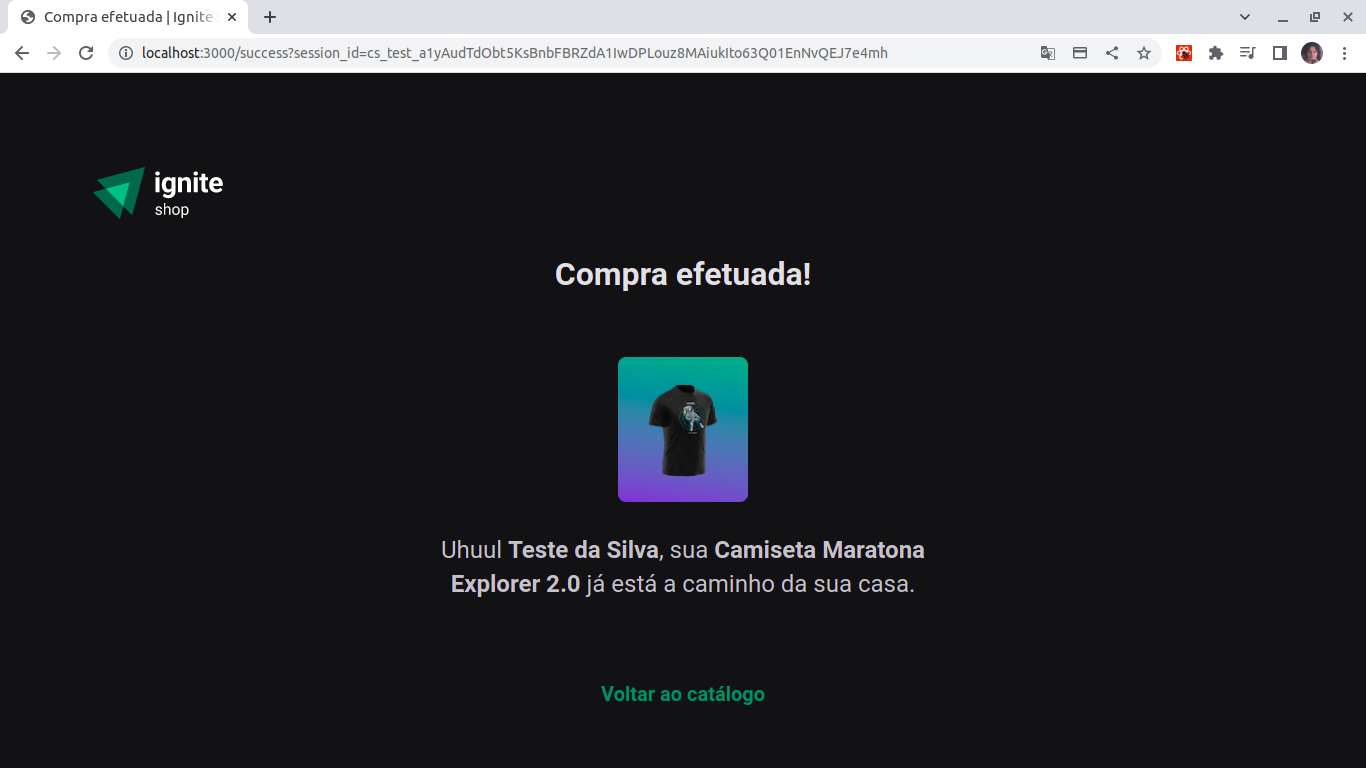 Compra efetuada | Ignite
localhost:3000/success?session_id=cs_test_a1yAudTdObt5KsBnbFBRZdA1IwDPLouz8MAiukIto63Q01EnNvQEJ7e4mh
ignite
shop
Compra efetuada!
Uhuul Teste da Silva, sua Camiseta Maratona
Explorer 2.0 já está a caminho da sua casa.
Voltar ao catálogo